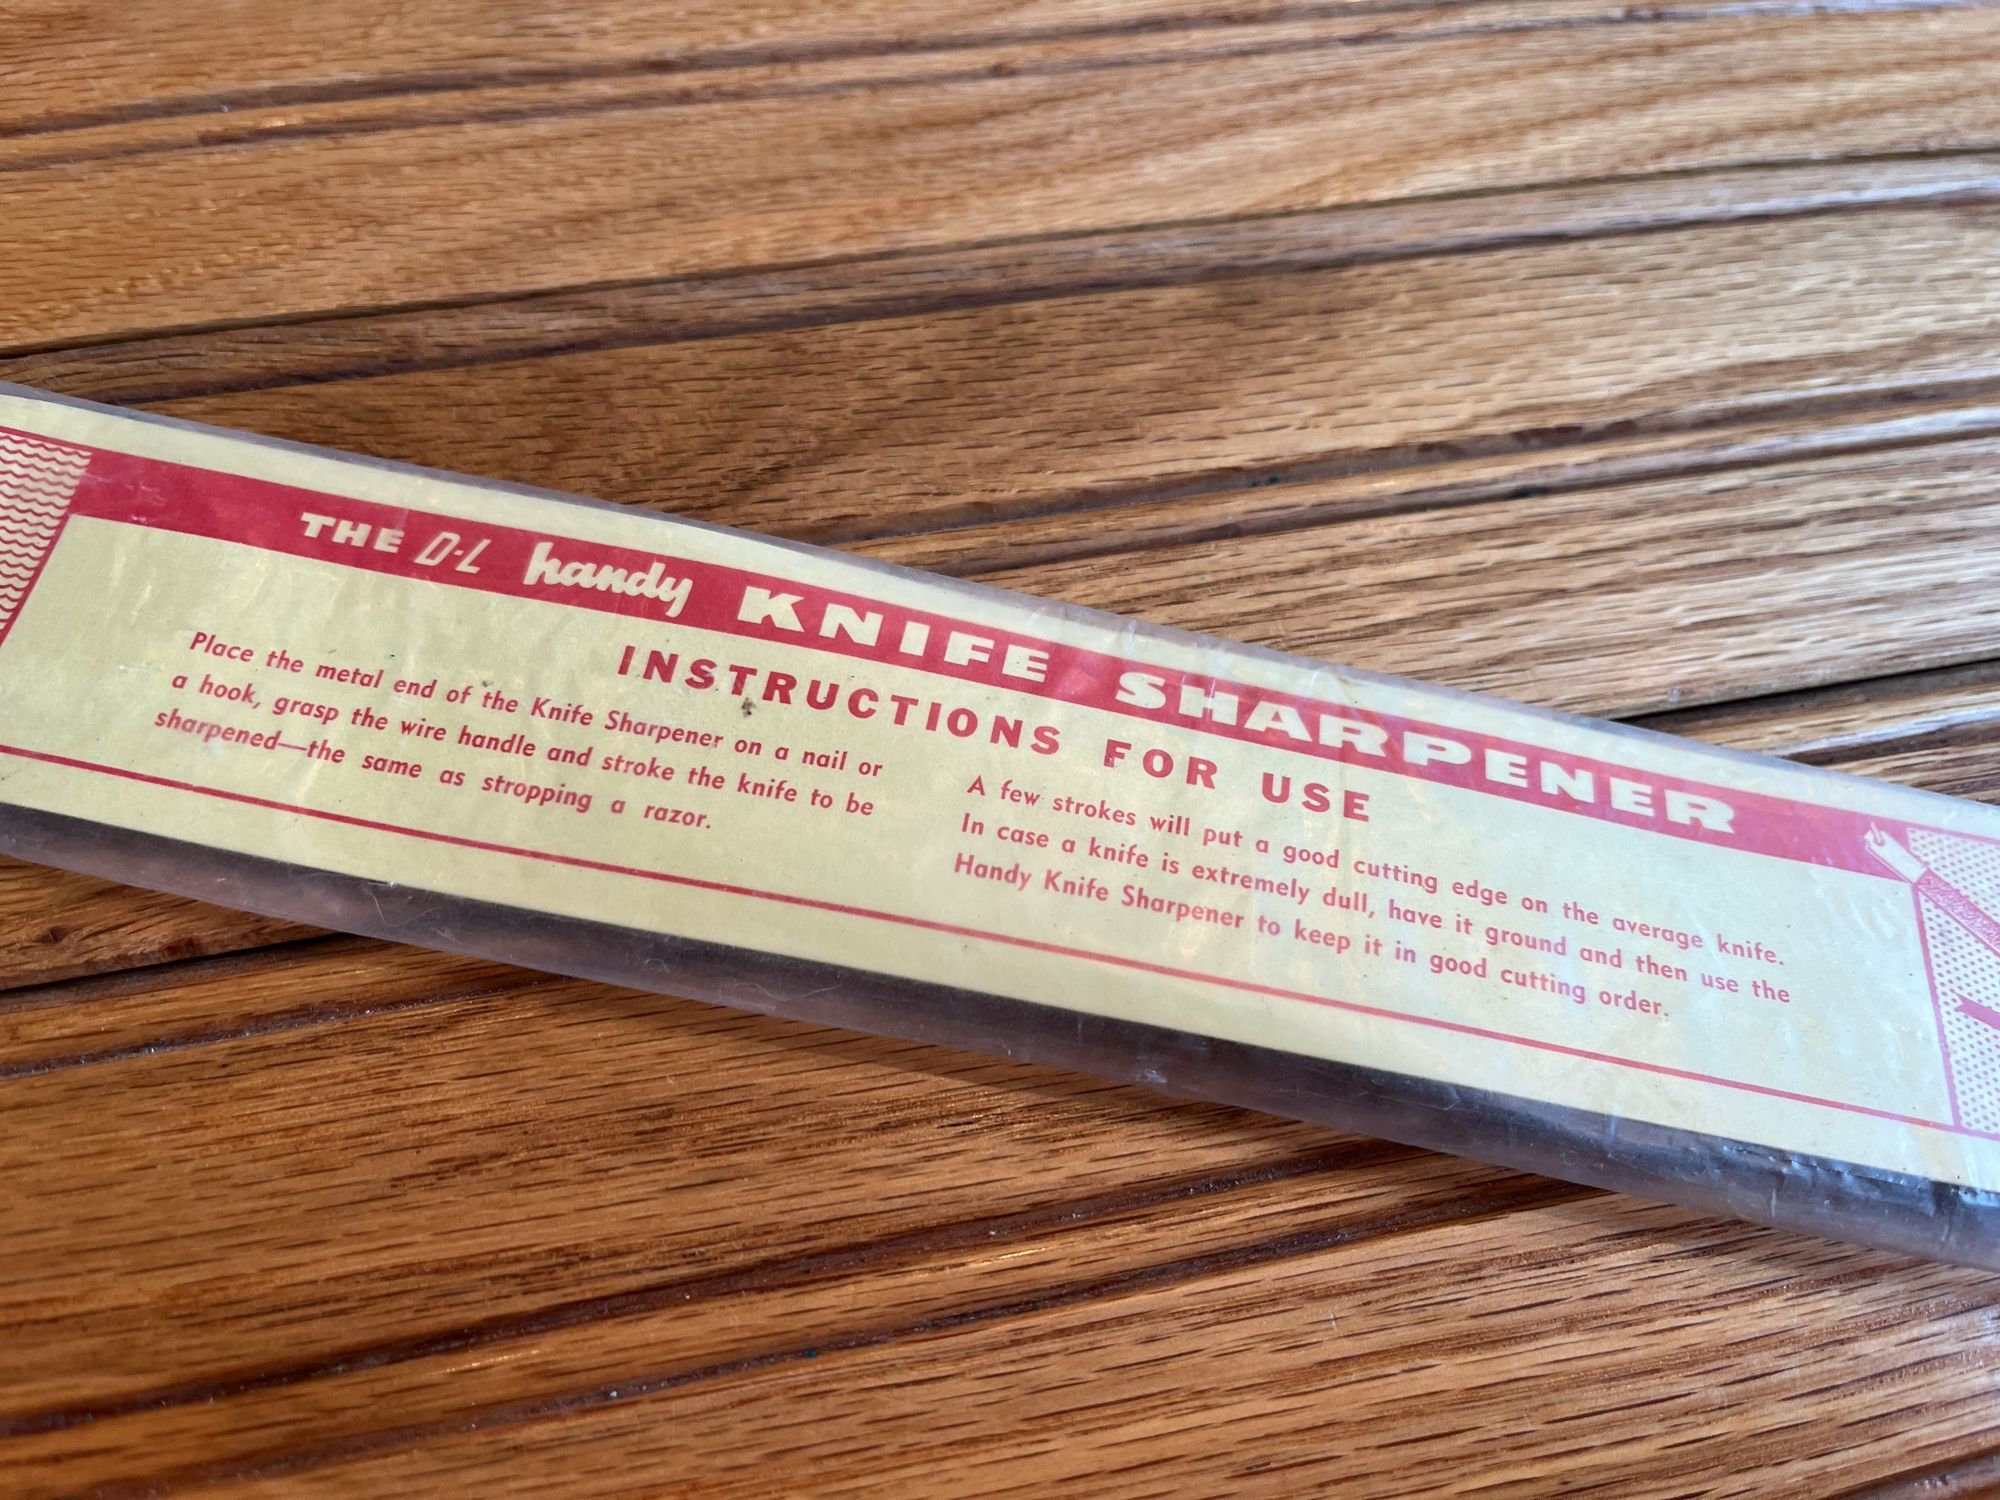 THE D-L handy KNIFE SHARPENER
INSTRUCTIONS FOR USE
Place the metal end of the Knife Sharpener on a nail or
a hook, grasp the wire handle and stroke the knife to be
sharpened—the same as stropping a razor.
A few strokes will put a good cutting edge on the average knife.
In case a knife is extremely dull, have it ground and then use the
Handy Knife Sharpener to keep it in good cutting order.